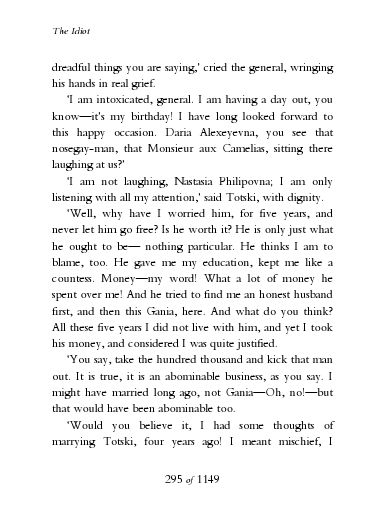 The Idiot
dreadful things you are saying,' cried the general, wringing
his hands in real grief.
'I am intoxicated, general. I am having a day out, you
know—it's my birthday! I have long looked forward to
this happy occasion. Daria Alexeyevna, you see that
nosegay-man, that Monsieur aux Camelias, sitting there
laughing at us?'
'I am not laughing, Nastasia Philipovna; I am only
listening with all my attention,' said Totski, with dignity.
'Well, why have I worried him, for five years, and
never let him go free? Is he worth it? He is only just what
he ought to be— nothing particular. He thinks I am to
blame, too. He gave me my education, kept me like a
countess. Money—my word! What a lot of money he
spent over me! And he tried to find me an honest husband
first, and then this Gania, here. And what do you think?
All these five years I did not live with him, and yet I took
his money, and considered I was quite justified.
'You say, take the hundred thousand and kick that man
out. It is true, it is an abominable business, as you say. I
might have married long ago, not Gania—Oh, no!—but
that would have been abominable too.
'Would you believe it, I had some thoughts of
marrying Totski, four years ago! I meant mischief, I
295 of 1149